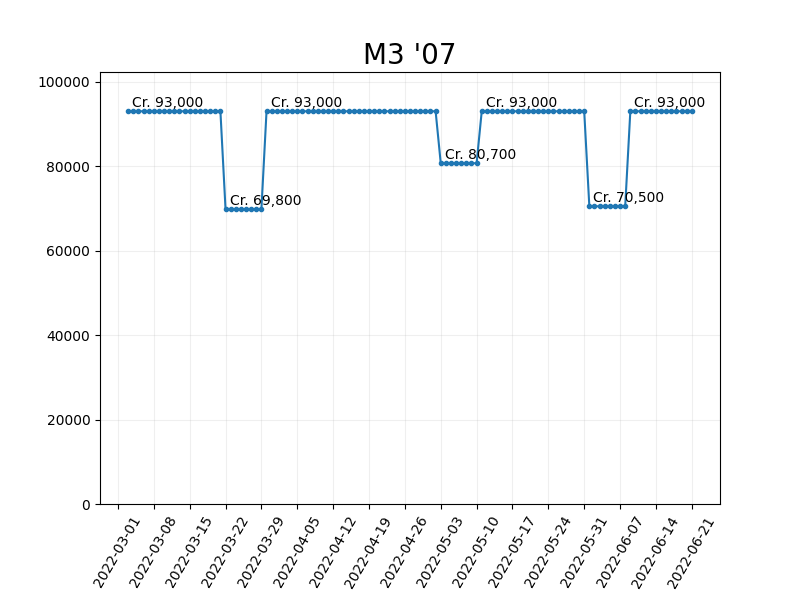 M3 '07
100000
80000
60000
40000
20000
0
Cr. 93,000
Cr. 69,800
Cr. 93,000
Cr. 80,700
Cr. 93,000
Cr. 70,500
Cr. 93,000
2022-03-01
2022-03-08
2022-03-15
2022-03-22
2022-03-29
2022-04-05
2022-04-12
2022-04-19
2022-04-26
2022-05-03
2022-05-10
2022-05-17
2022-05-24
2022-05-31
2022-06-07
2022-06-14
2022-06-21